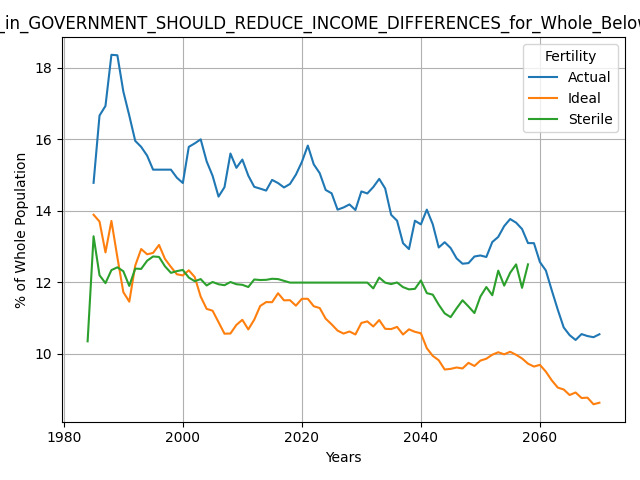 _in_GOVERNMENT_SHOULD_REDUCE_INCOME_DIFFERENCES_for_Whole_Below
Fertility
Actual
Ideal
Sterile
% of Whole Population
18
16
14
12
10
1980
2000
2020
2040
2060
Years